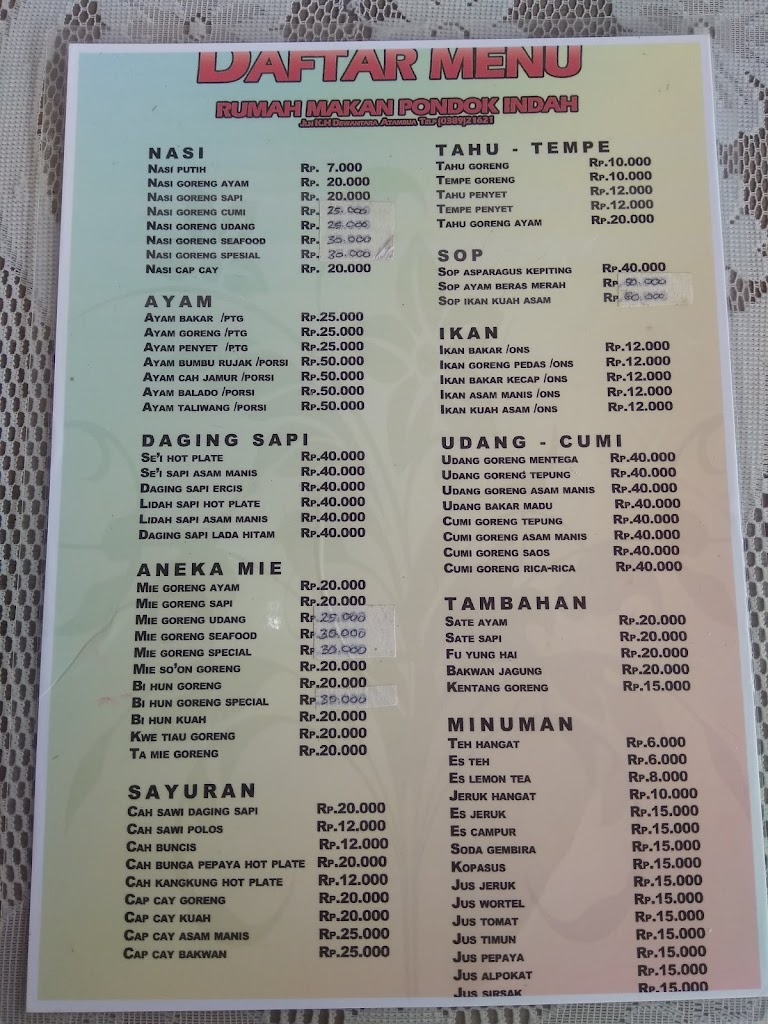 DAFTAR MENU
RUMAH MAKAN PONDOK INDAH
JLN K.H DEWANTARA ATAMBUA TELP (0389)21621
NASI
NASI PUTIH RP. 7.000
NASI GORENG AYAM RP. 20.000
NASI GORENG SAPI RP. 20.000
NASI GORENG CUMI RP. 25.000
NASI GORENG UDANG RP. 25.000
NASI GORENG SEAFOOD RP. 30.000
NASI GORENG SPESIAL RP. 30.000
NASI CAP CAY RP. 20.000
AYAM
AYAM BAKAR /PTG RP.25.000
AYAM GORENG /PTG RP.25.000
AYAM PENYET /PTG RP.25.000
AYAM BUMBU RUJAK /PORSI RP.50.000
AYAM CAH JAMUR /PORSI RP.50.000
AYAM BALADO /PORSI RP.50.000
AYAM TALIWANG /PORSI RP.50.000
DAGING SAPI
SE'I HOT PLATE RP.40.000
SE'I SAPI ASAM MANIS RP.40.000
DAGING SAPI ERCIS RP.40.000
LIDAH SAPI HOT PLATE RP.40.000
LIDAH SAPI ASAM MANIS RP.40.000
DAGING SAPI LADA HITAM RP.40.000
ANEKA MIE
MIE GORENG AYAM RP.20.000
MIE GORENG SAPI RP.20.000
MIE GORENG UDANG RP.25.000
MIE GORENG SEAFOOD RP.30.000
MIE GORENG SPECIAL RP.30.000
MIE SO'ON GORENG RP.20.000
BI HUN GORENG RP.20.000
BI HUN GORENG SPECIAL RP.30.000
BI HUN KUAH RP.20.000
KWE TIAU GORENG RP.20.000
TA MIE GORENG RP.20.000
SAYURAN
CAH SAWI DAGING SAPI RP.20.000
CAH SAWI POLOS RP.12.000
CAH BUNCIS RP.12.000
CAH BUNGA PEPAYA HOT PLATE RP.20.000
CAH KANGKUNG HOT PLATE RP.12.000
CAP CAY GORENG RP.20.000
CAP CAY KUAH RP.20.000
CAP CAY ASAM MANIS RP.25.000
CAP CAY BAKWAN RP.25.000
TAHU - TEMPE
TAHU GORENG RP.10.000
TEMPE GORENG RP.10.000
TAHU PENYET RP.12.000
TEMPE PENYET RP.12.000
TAHU GORENG AYAM RP.20.000
SOP
SOP ASPARAGUS KEPITING RP.40.000
SOP AYAM BERAS MERAH RP.
SOP IKAN KUAH ASAM RP.
IKAN
IKAN BAKAR /ONS RP.12.000
IKAN GORENG PEDAS /ONS RP.12.000
IKAN BAKAR KECAP /ONS RP.12.000
IKAN ASAM MANIS /ONS RP.12.000
IKAN KUAH ASAM /ONS RP.12.000
UDANG - CUMI
UDANG GORENG MENTEGA RP.40.000
UDANG GORENG TEPUNG RP.40.000
UDANG GORENG ASAM MANIS RP.40.000
UDANG BAKAR MADU RP.40.000
CUMI GORENG TEPUNG RP.40.000
CUMI GORENG ASAM MANIS RP.40.000
CUMI GORENG SAOS RP.40.000
CUMI GORENG RICA-RICA RP.40.000
TAMBAHAN
SATE AYAM RP.20.000
SATE SAPI RP.20.000
FU YUNG HAI RP.20.000
BAKWAN JAGUNG RP.20.000
KENTANG GORENG RP.15.000
MINUMAN
TEH HANGAT RP.6.000
ES TEH RP.6.000
ES LEMON TEA RP.8.000
JERUK HANGAT RP.10.000
ES JERUK RP.15.000
ES CAMPUR RP.15.000
SODA GEMBIRA RP.15.000
KOPASUS RP.15.000
JUS JERUK RP.15.000
JUS WORTEL RP.15.000
JUS TOMAT RP.15.000
JUS TIMUN RP.15.000
JUS PEPAYA RP.15.000
JUS ALPOKAT RP.15.000
JUS SIRSAK RP.15.000